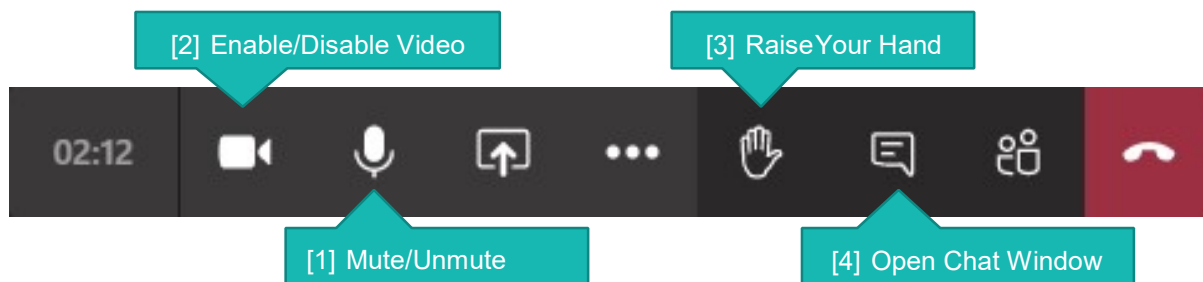 [2] Enable/Disable Video
[3] RaiseYour Hand
02:12
[1] Mute/Unmute
[4] Open Chat Window